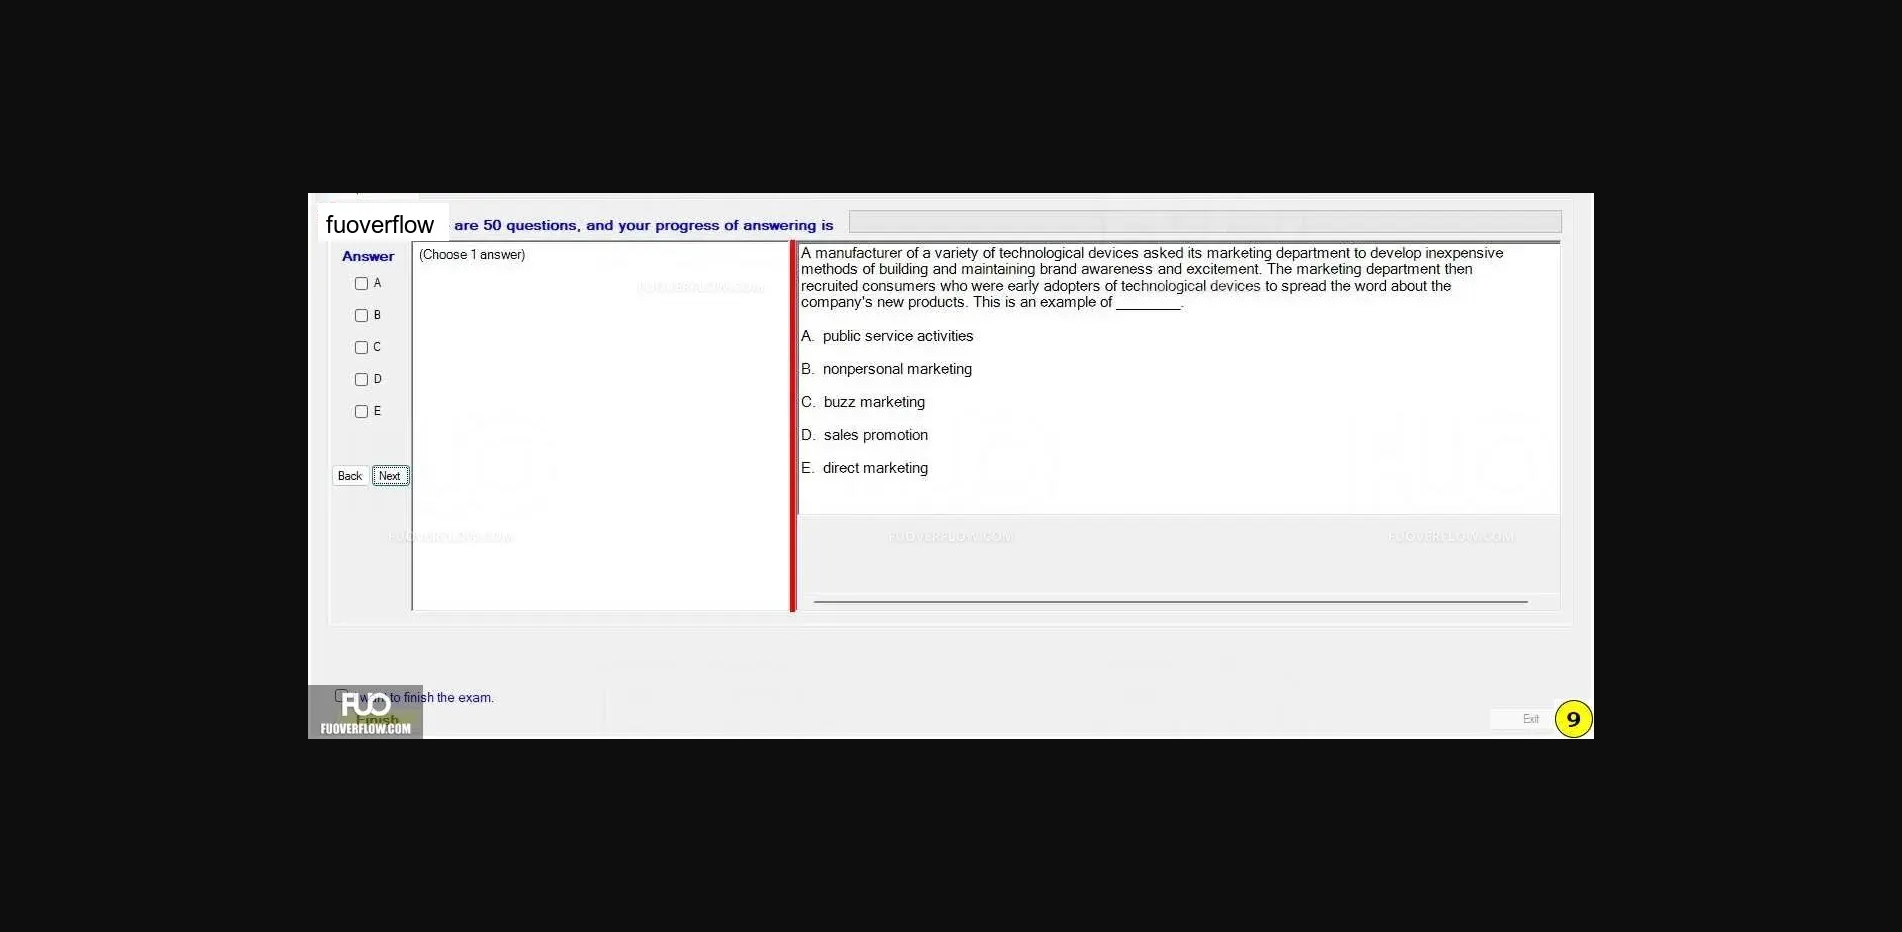 fuoverflow are 50 questions, and your progress of answering is
Answer
(Choose 1 answer)
A
B
C
D
E
Back Next
A manufacturer of a variety of technological devices asked its marketing department to develop inexpensive
methods of building and maintaining brand awareness and excitement. The marketing department then
recruited consumers who were early adopters of technological devices to spread the word about the
company's new products. This is an example of ________.
A. public service activities
B. nonpersonal marketing
C. buzz marketing
D. sales promotion
E. direct marketing
FUOVERFLOW.COM
FUOVERFLOW.COM FUOVERFLOW.COM FUOVERFLOW.COM
I want to finish the exam.
FUO
Finish
FUOVERFLOW.COM
Exit
9